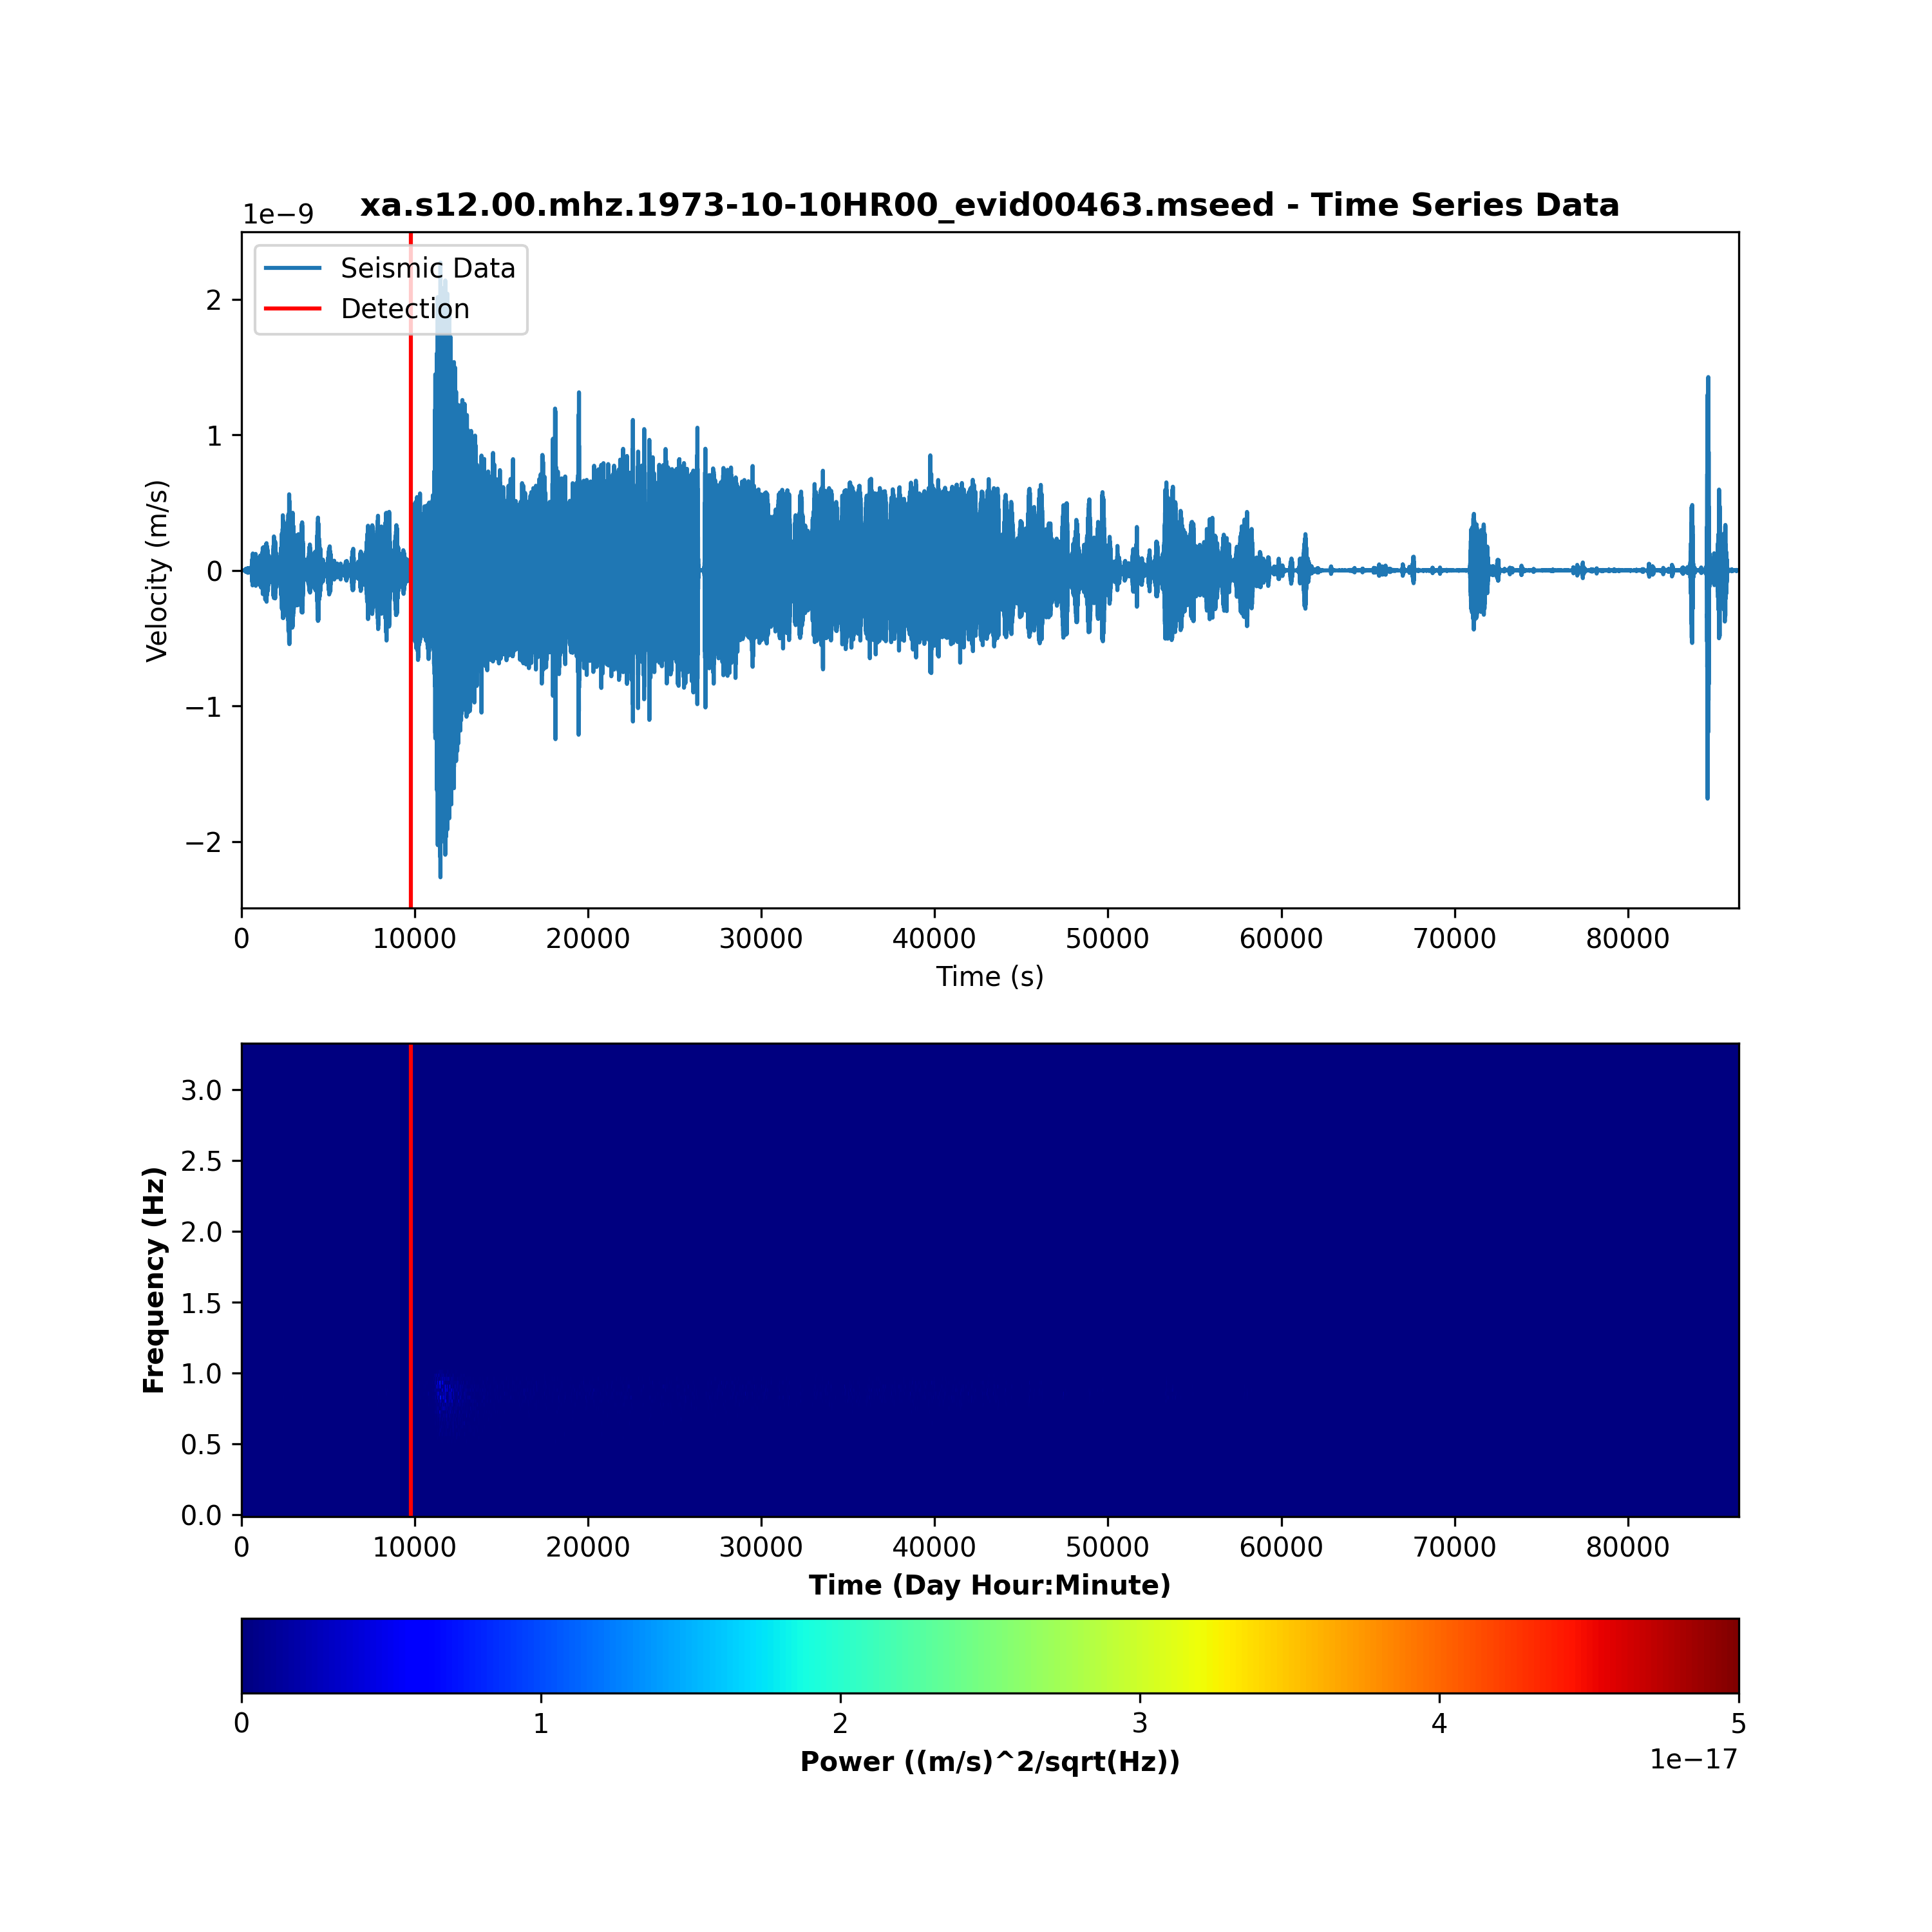 xa.s12.00.mhz.1973-10-10HR00_evid00463.mseed - Time Series Data
1e−9
Seismic Data
Detection
2
1
0
−1
−2
Velocity (m/s)
0 10000 20000 30000 40000 50000 60000 70000 80000
Time (s)
3.0
2.5
2.0
1.5
1.0
0.5
0.0
Frequency (Hz)
0 10000 20000 30000 40000 50000 60000 70000 80000
Time (Day Hour:Minute)
0 1 2 3 4 5
Power ((m/s)^2/sqrt(Hz))
1e−17